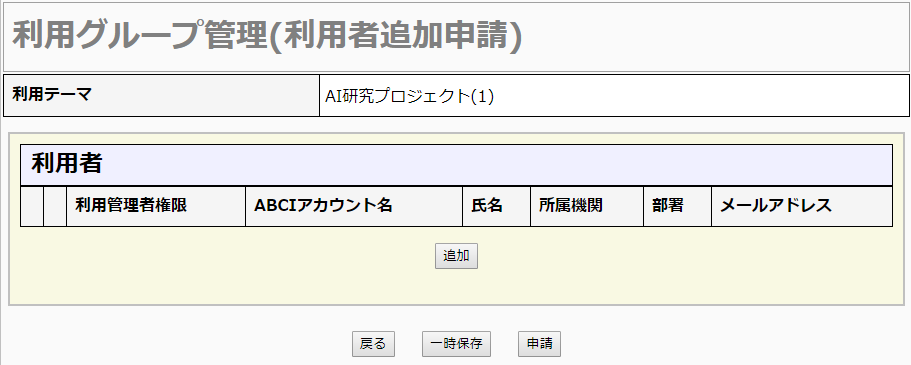 利用グループ管理(利用者追加申請)
利用テーマ AI研究プロジェクト(1)
利用者
利用管理者権限 ABCIアカウント名 氏名 所属機関 部署 メールアドレス
追加
戻る 一時保存 申請